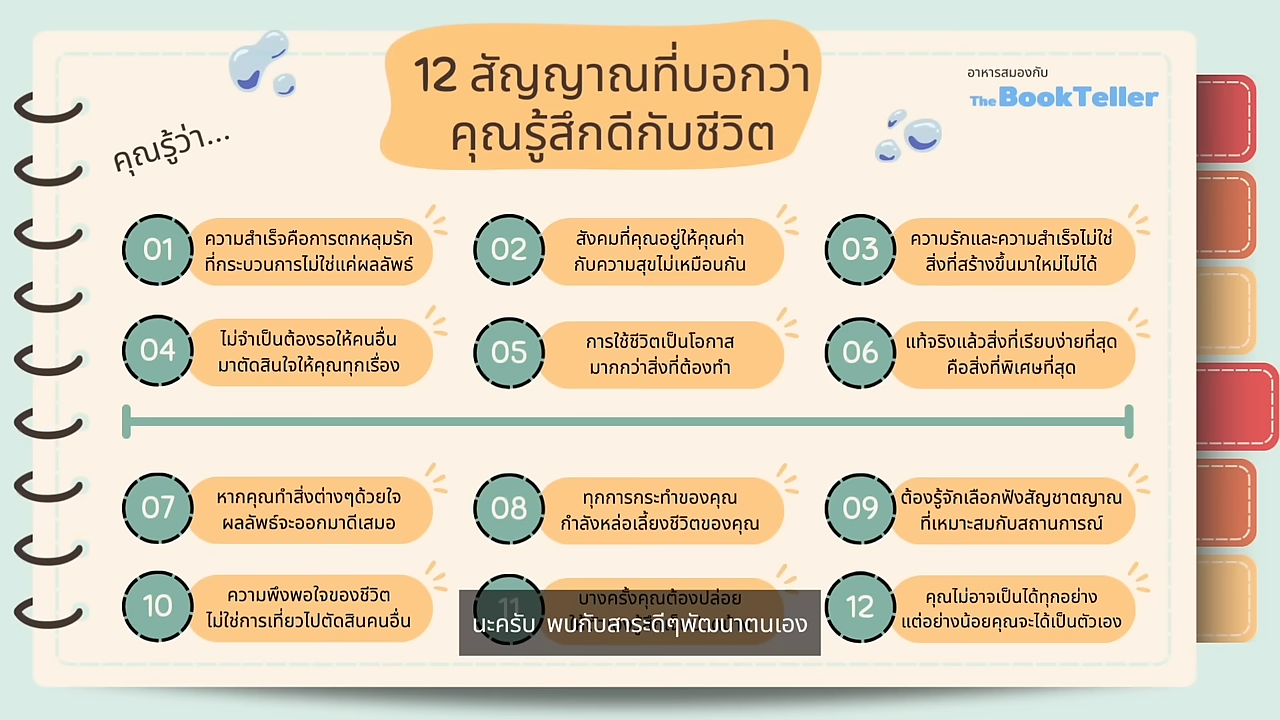 12 สัญญาณที่บอกว่า
คุณรู้สึกดีกับชีวิต
อาหารสมองกับ
The BookTeller
คุณรู้ว่า...
01
ความสำเร็จคือการตกหลุมรัก
ที่กระบวนการไม่ใช่แค่ผลลัพธ์
02
สังคมที่คุณอยู่ให้คุณค่า
กับความสุขไม่เหมือนกัน
03
ความรักและความสำเร็จไม่ใช่
สิ่งที่สร้างขึ้นมาใหม่ไม่ได้
04
ไม่จำเป็นต้องรอให้คนอื่น
มาตัดสินใจให้คุณทุกเรื่อง
05
การใช้ชีวิตเป็นโอกาส
มากกว่าสิ่งที่ต้องทำ
06
แท้จริงแล้วสิ่งที่เรียบง่ายที่สุด
คือสิ่งที่พิเศษที่สุด
07
หากคุณทำสิ่งต่างๆด้วยใจ
ผลลัพธ์จะออกมาดีเสมอ
08
ทุกการกระทำของคุณ
กำลังหล่อเลี้ยงชีวิตของคุณ
09
ต้องรู้จักเลือกฟังสัญชาตญาณ
ที่เหมาะสมกับสถานการณ์
10
ความพึงพอใจของชีวิต
ไม่ใช่การเที่ยวไปตัดสินคนอื่น
11
บางครั้งคุณต้องปล่อย
12
คุณไม่อาจเป็นได้ทุกอย่าง
แต่อย่างน้อยคุณจะได้เป็นตัวเอง
นะครับ พบกับสาระดีๆพัฒนาตนเอง